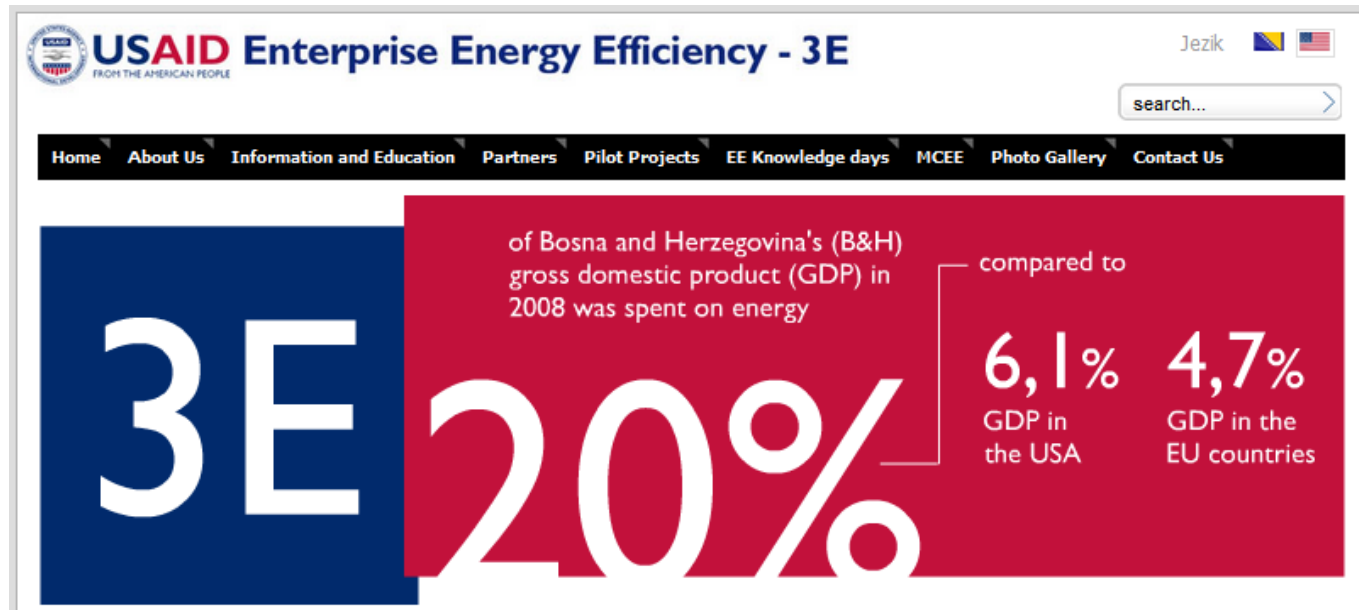 USAID Enterprise Energy Efficiency - 3E
FROM THE AMERICAN PEOPLE
Jezik
search...
Home About Us Information and Education Partners Pilot Projects EE Knowledge days MCEE Photo Gallery Contact Us
3E
of Bosna and Herzegovina's (B&H)
gross domestic product (GDP) in
2008 was spent on energy
20%
compared to
6,1%
GDP in
the USA
4,7%
GDP in the
EU countries